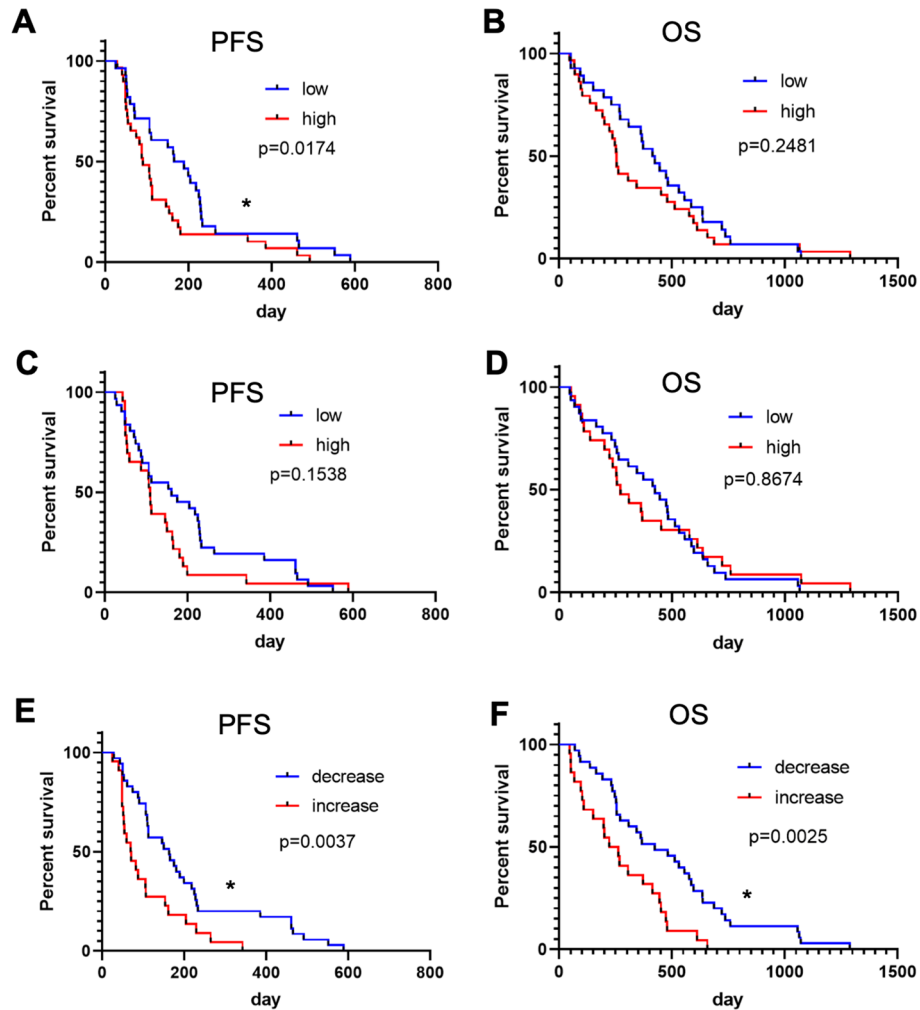 A
PFS
Percent survival
100
50
0
low
high
p=0.0174
*
0 200 400 600 800
day
B
OS
Percent survival
100
50
0
low
high
p=0.2481
0 500 1000 1500
day
C
PFS
Percent survival
100
50
0
low
high
p=0.1538
0 200 400 600 800
day
D
OS
Percent survival
100
50
0
low
high
p=0.8674
0 500 1000 1500
day
E
PFS
Percent survival
100
50
0
decrease
increase
p=0.0037
*
0 200 400 600 800
day
F
OS
Percent survival
100
50
0
decrease
increase
p=0.0025
*
0 500 1000 1500
day